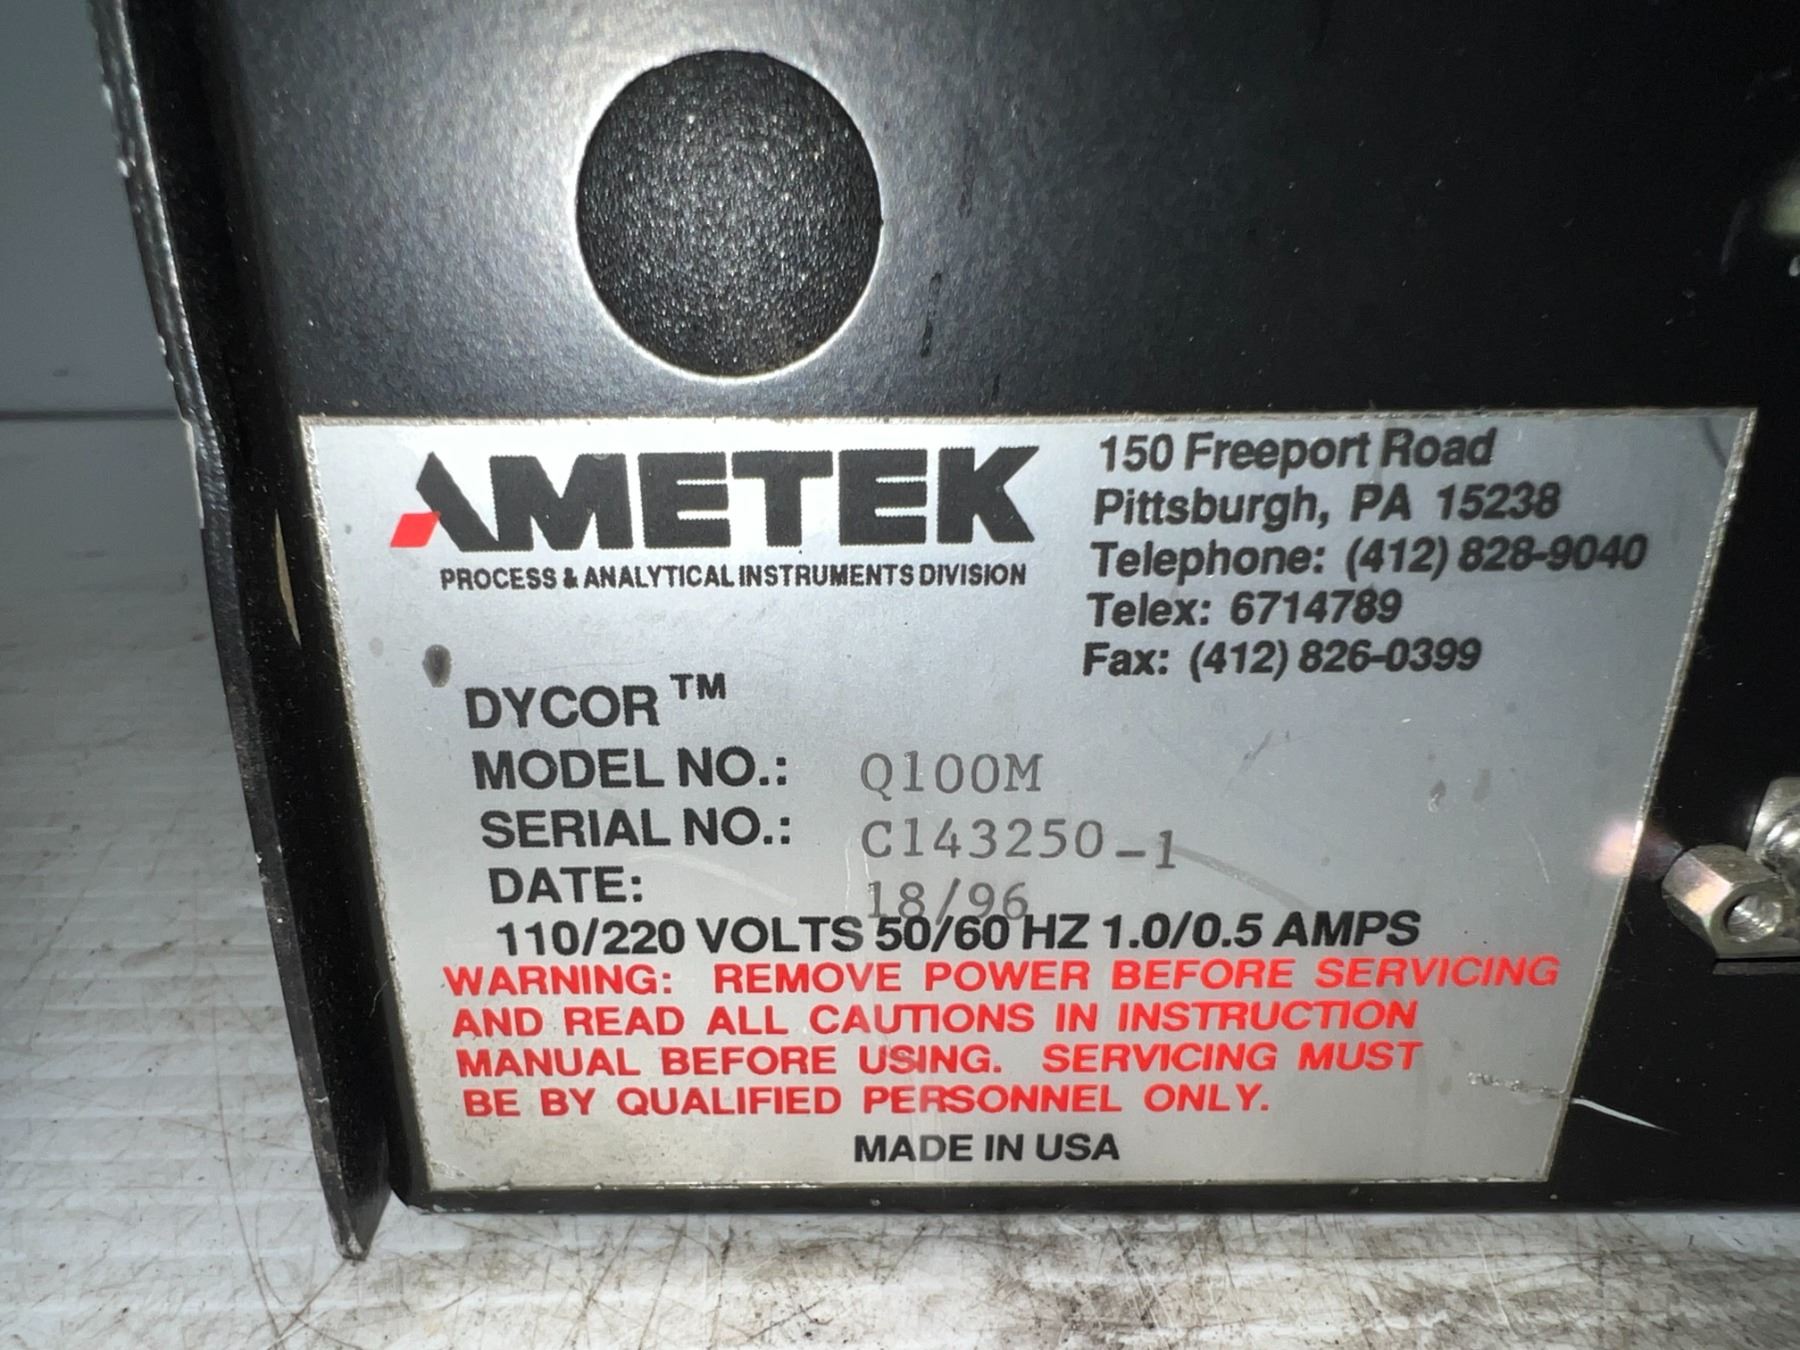 AMETEK
PROCESS & ANALYTICAL INSTRUMENTS DIVISION
150 Freeport Road
Pittsburgh, PA 15238
Telephone: (412) 828-9040
Telex: 6714789
Fax: (412) 826-0399
DYCOR™
MODEL NO.: Q100M
SERIAL NO.: C143250-1
DATE: 18/96
110/220 VOLTS 50/60 HZ 1.0/0.5 AMPS
WARNING: REMOVE POWER BEFORE SERVICING
AND READ ALL CAUTIONS IN INSTRUCTION
MANUAL BEFORE USING. SERVICING MUST
BE BY QUALIFIED PERSONNEL ONLY.
MADE IN USA